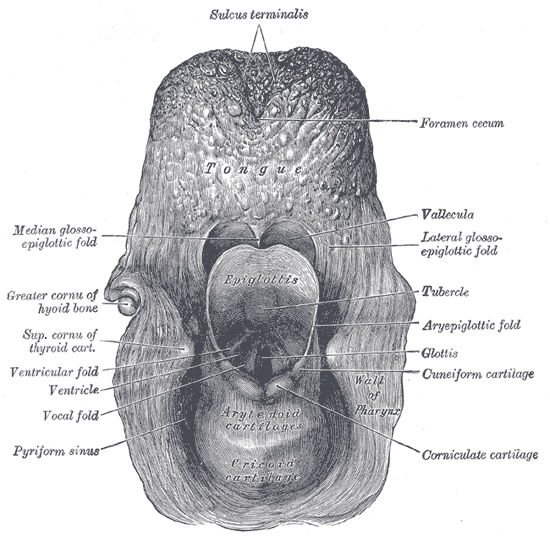 Sulcus terminalis
Foramen cecum
Tongue
Median glosso-
epiglottic fold
Vallecula
Lateral glosso-
epiglottic fold
Epiglottis
Greater cornu of
hyoid bone
Tubercle
Sup. cornu of
thyroid cart.
Aryepiglottic fold
Ventricular fold
Glottis
Ventricle
Cuneiform cartilage
Vocal fold
Wall
of
Pharynx
Arytenoid
cartilages
Pyriform sinus
Corniculate cartilage
Cricoid
cartilage